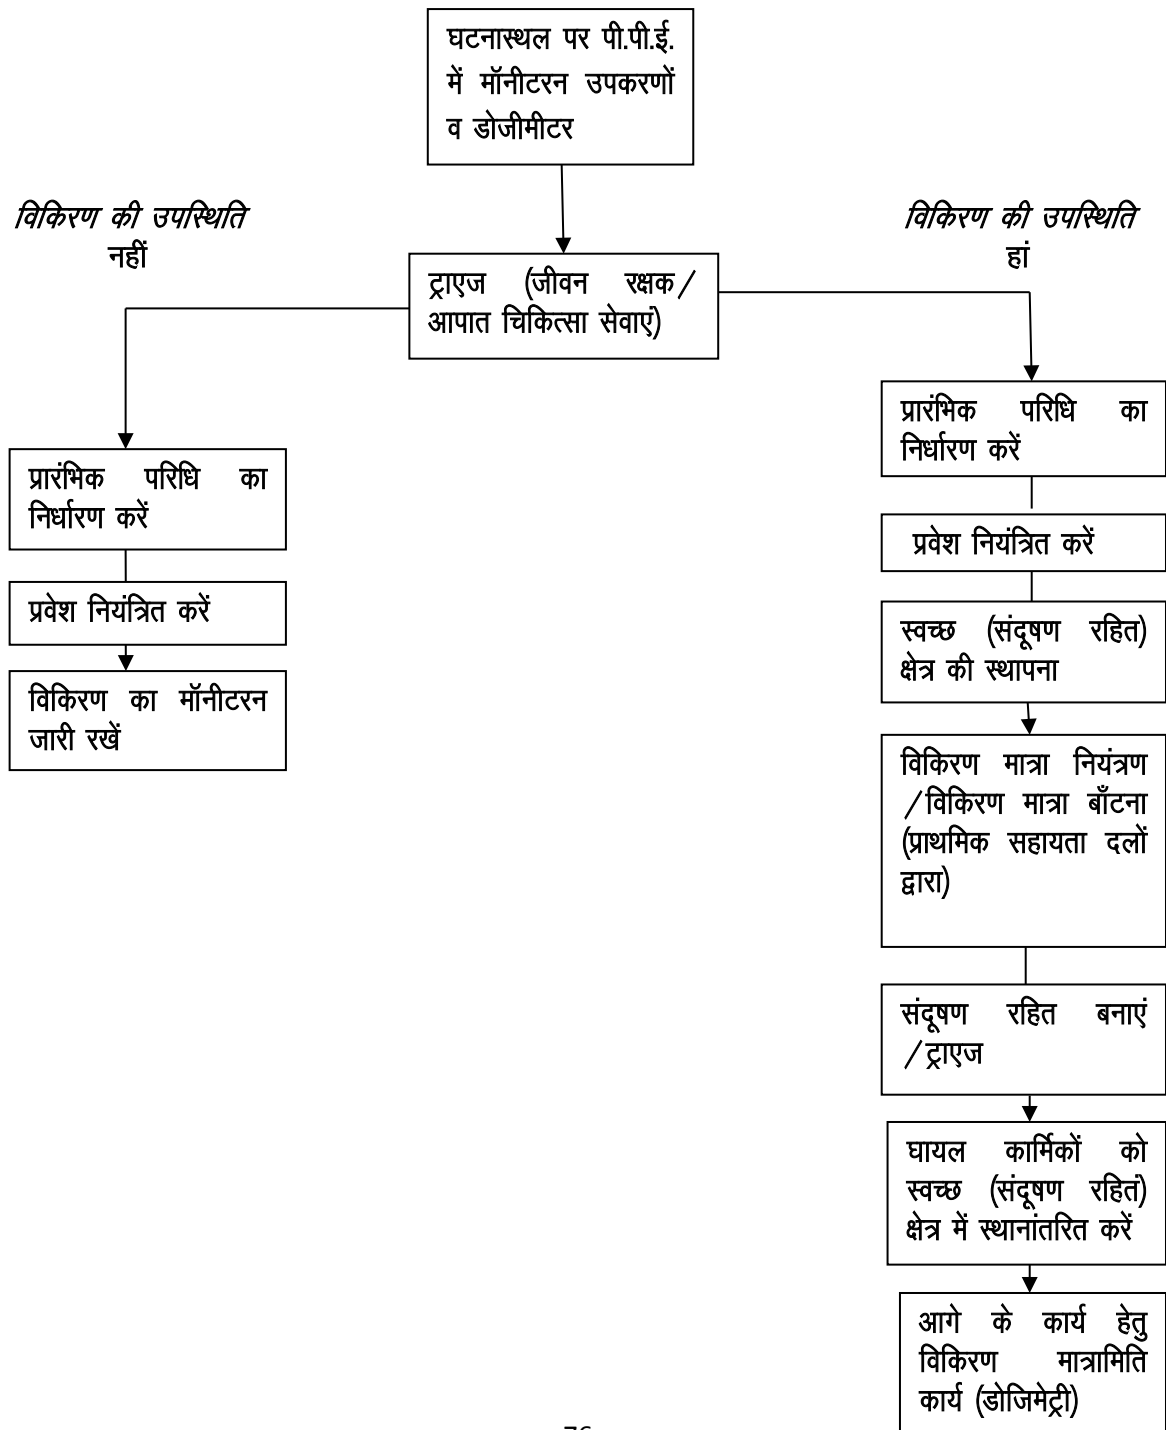 घटनास्थल पर पी.पी.ई.
में मॉनीटरन उपकरणों
व डोजीमीटर
विकिरण की उपस्थिति
नहीं
विकिरण की उपस्थिति
हां
ट्राएज (जीवन रक्षक/
आपात चिकित्सा सेवाएं)
प्रारंभिक परिधि का
निर्धारण करें
प्रवेश नियंत्रित करें
विकिरण का मॉनीटरन
जारी रखें
प्रारंभिक परिधि का
निर्धारण करें
प्रवेश नियंत्रित करें
स्वच्छ (संदूषण रहित)
क्षेत्र की स्थापना
विकिरण मात्रा नियंत्रण
/विकिरण मात्रा बाँटना
(प्राथमिक सहायता दलों
द्वारा)
संदूषण रहित बनाएं
/ट्राएज
घायल कार्मिकों को
स्वच्छ (संदूषण रहितं)
क्षेत्र में स्थानांतरित करें
आगे के कार्य हेतु
विकिरण मात्रामिति
कार्य (डोजिमेट्री)